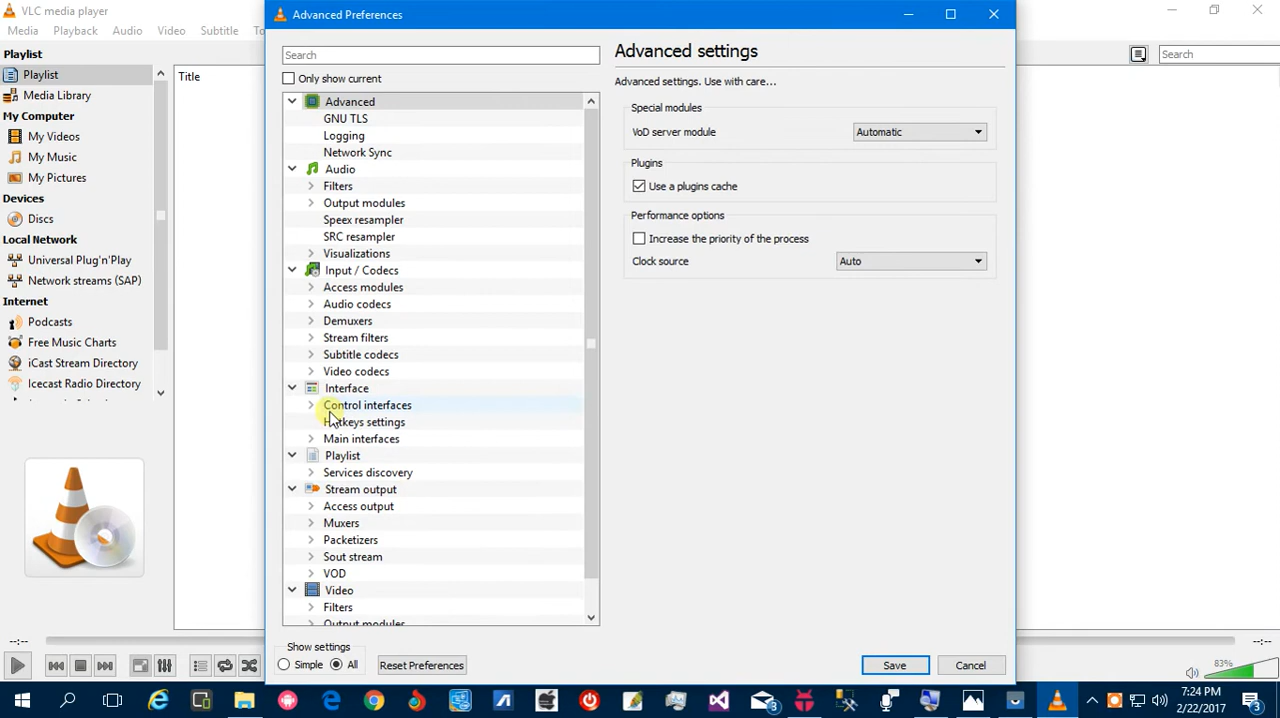 VLC media player
Media Playback Audio Video Subtitle
Playlist
Playlist
Media Library
My Computer
My Videos
My Music
My Pictures
Devices
Discs
Local Network
Universal Plug'n'Play
Network streams (SAP)
Internet
Podcasts
Free Music Charts
iCast Stream Directory
Icecast Radio Directory
Title
Search
Advanced Preferences
Search
Only show current
Advanced
GNU TLS
Logging
Network Sync
Audio
Filters
Output modules
Speex resampler
SRC resampler
Visualizations
Input / Codecs
Access modules
Audio codecs
Demuxers
Stream filters
Subtitle codecs
Video codecs
Interface
Control interfaces
Hotkeys settings
Main interfaces
Playlist
Services discovery
Stream output
Access output
Muxers
Packetizers
Sout stream
VOD
Video
Filters
Output modules
Show settings
Simple All
Reset Preferences
Advanced settings
Advanced settings. Use with care...
Special modules
VoD server module Automatic
Plugins
Use a plugins cache
Performance options
Increase the priority of the process
Clock source Auto
Save Cancel
--:-- --:--
83%
3
7:24 PM
2/22/2017
3